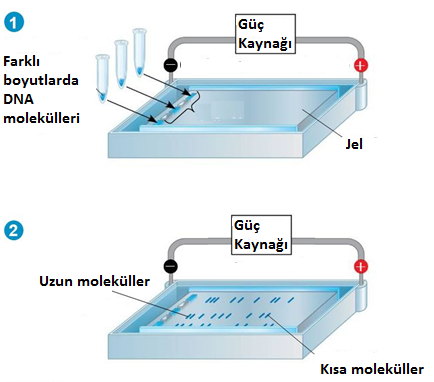 1
Güç
Kaynağı
Farklı
boyutlarda
DNA
molekülleri
−
+
Jel
2
Güç
Kaynağı
−
+
Uzun moleküller
Kısa moleküller